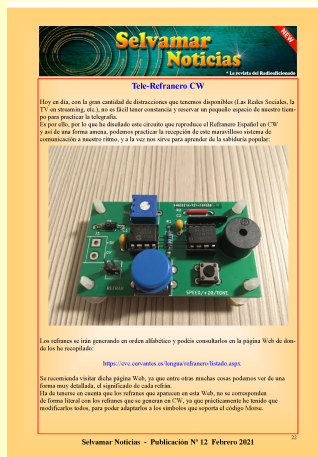 Selvamar
Noticias
NEW
* La revista del Radioaficionado
Tele-Refranero CW
Hoy en día, con la gran cantidad de distracciones que tenemos disponibles (Las Redes Sociales, la
TV en streaming, etc.), no es fácil tener constancia y reservar un pequeño espacio de nuestro tiem-
po para practicar la telegrafía.
Es por ello, por lo que he diseñado este circuito que reproduce el Refranero Español en CW
y así de una forma amena, podemos practicar la recepción de este maravilloso sistema de
comunicación a nuestro ritmo, y a la vez nos sirve para aprender de la sabiduría popular:
REFRAN
SPEED/+20/TONE
Los refranes se irán generando en orden alfabético y podéis consultarlos en la página Web de don-
de los he recopilado:
https://cvc.cervantes.es/lengua/refranero/listado.aspx
Se recomienda visitar dicha página Web, ya que entre otras muchas cosas podemos ver de una
forma muy detallada, el significado de cada refrán.
Ha de tenerse en cuenta que los refranes que aparecen en esta Web, no se corresponden
de forma literal con los refranes que se generan en CW, ya que prácticamente he tenido que
modificarlos todos, para poder adaptarlos a los símbolos que soporta el código Morse.
22
Selvamar Noticias - Publicación Nº 12 Febrero 2021